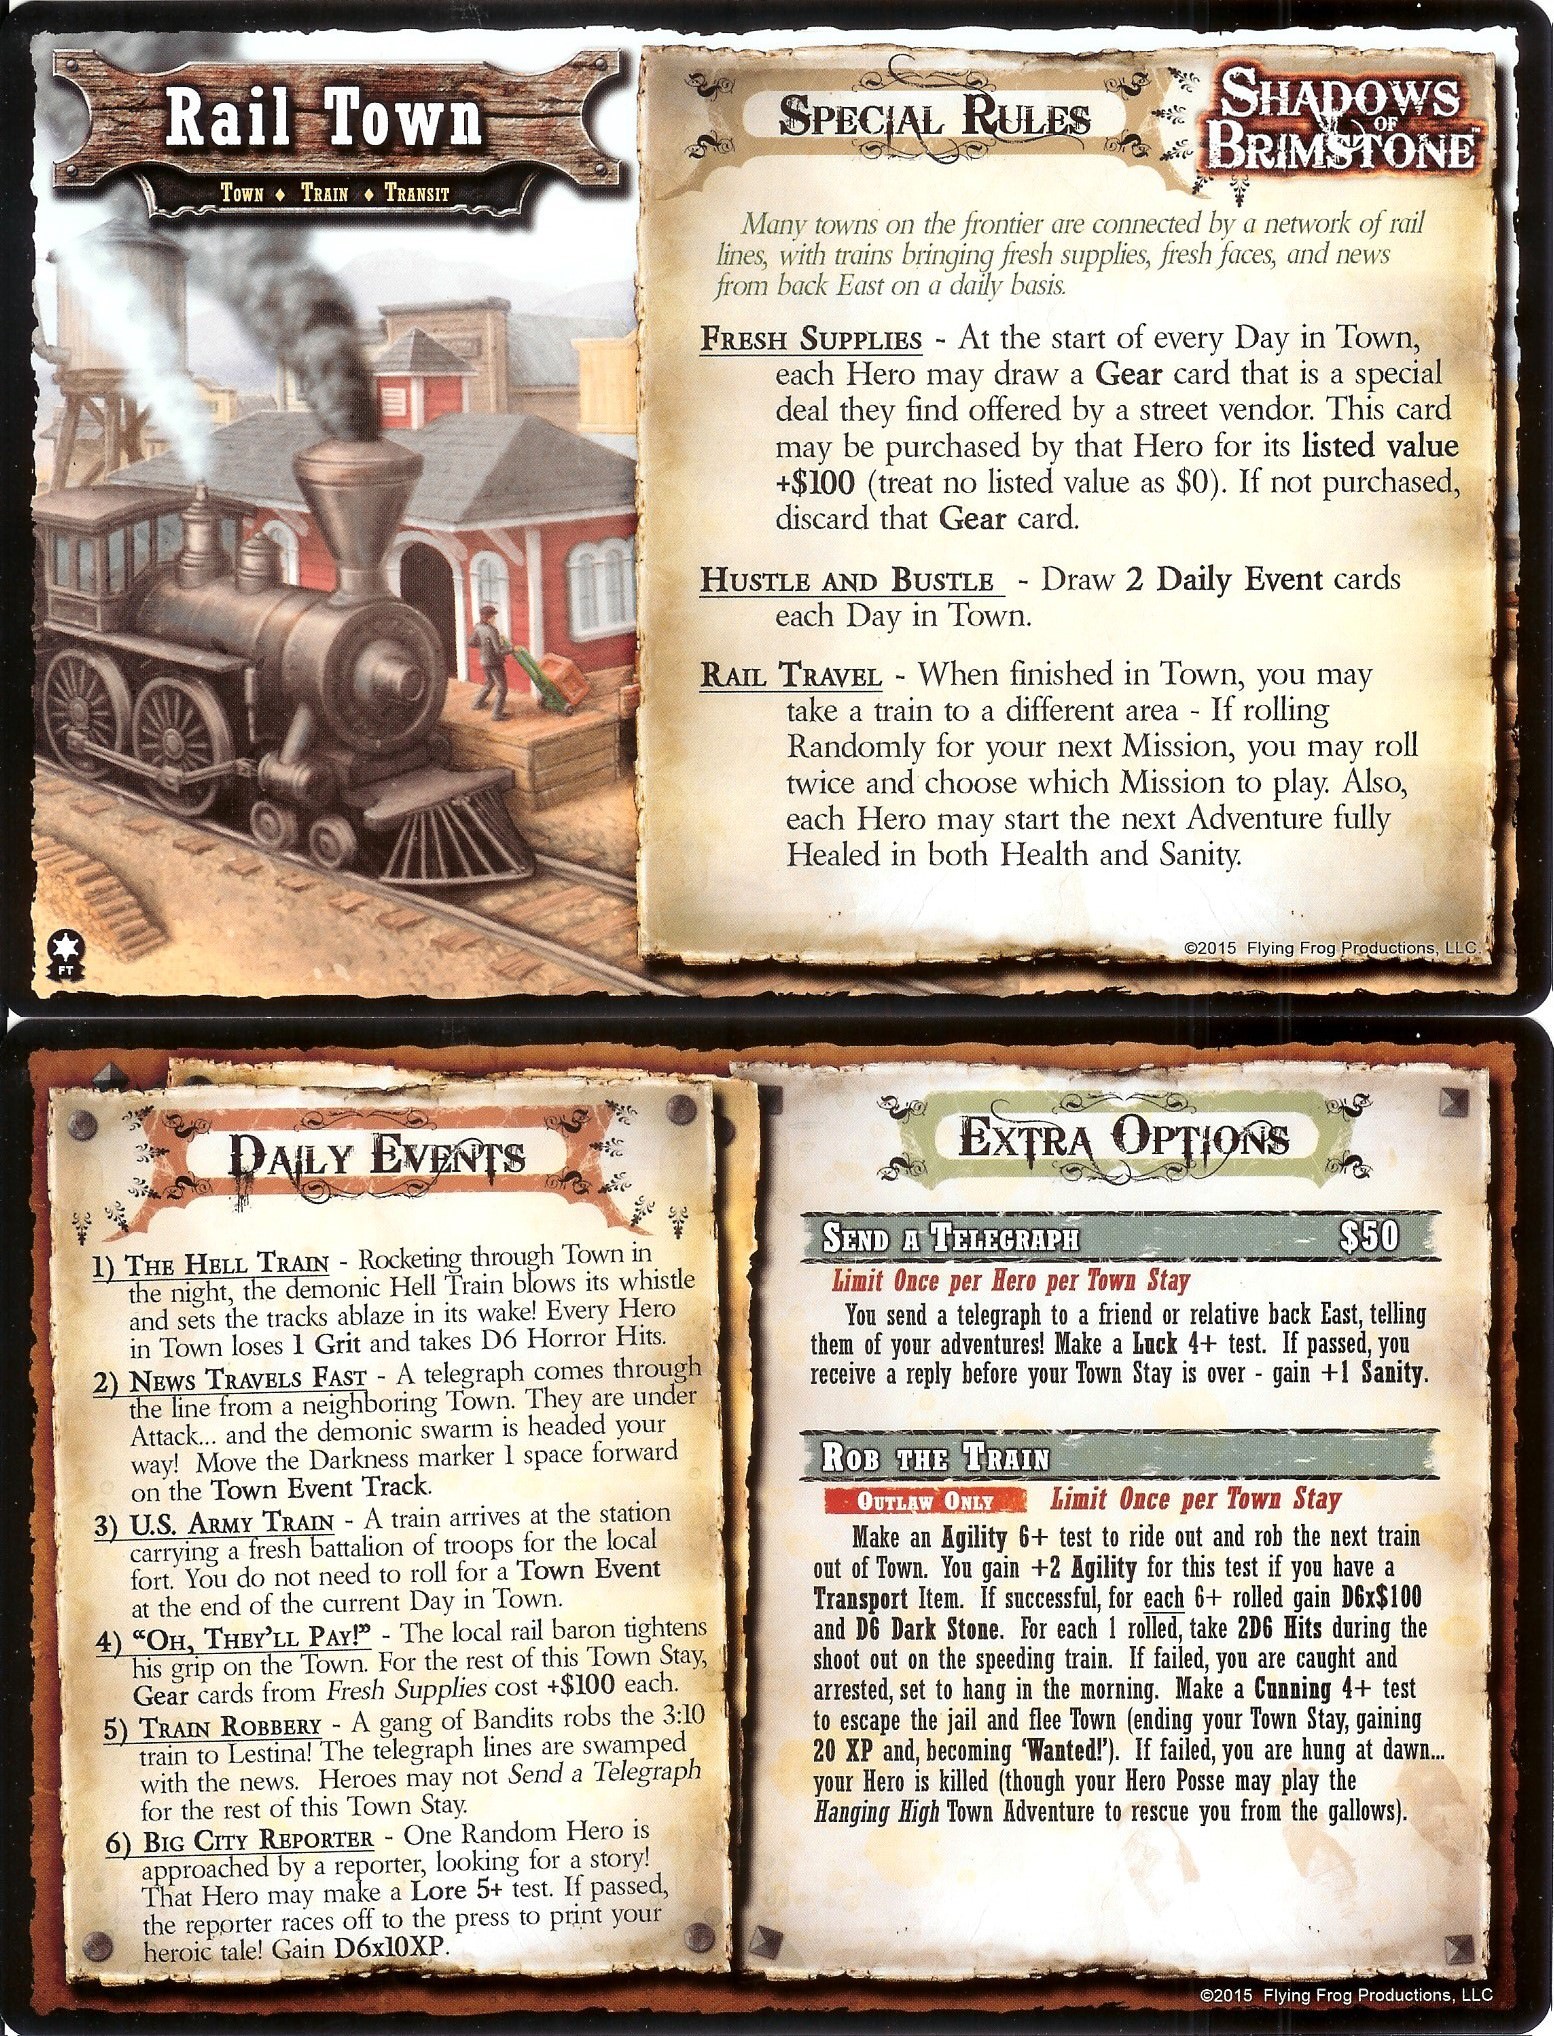 Rail Town
Town ♦ Train ♦ Transit
FT
Special Rules
Shadows
of
Brimstone™
Many towns on the frontier are connected by a network of rail
lines, with trains bringing fresh supplies, fresh faces, and news
from back East on a daily basis.
Fresh Supplies - At the start of every Day in Town,
each Hero may draw a Gear card that is a special
deal they find offered by a street vendor. This card
may be purchased by that Hero for its listed value
+$100 (treat no listed value as $0). If not purchased,
discard that Gear card.
Hustle and Bustle - Draw 2 Daily Event cards
each Day in Town.
Rail Travel - When finished in Town, you may
take a train to a different area - If rolling
Randomly for your next Mission, you may roll
twice and choose which Mission to play. Also,
each Hero may start the next Adventure fully
Healed in both Health and Sanity.
©2015 Flying Frog Productions, LLC.
Daily Events
1) The Hell Train - Rocketing through Town in
the night, the demonic Hell Train blows its whistle
and sets the tracks ablaze in its wake! Every Hero
in Town loses 1 Grit and takes D6 Horror Hits.
2) News Travels Fast - A telegraph comes through
the line from a neighboring Town. They are under
Attack... and the demonic swarm is headed your
way! Move the Darkness marker 1 space forward
on the Town Event Track.
3) U.S. Army Train - A train arrives at the station
carrying a fresh battalion of troops for the local
fort. You do not need to roll for a Town Event
at the end of the current Day in Town.
4) "Oh, They'll Pay!" - The local rail baron tightens
his grip on the Town. For the rest of this Town Stay,
Gear cards from Fresh Supplies cost +$100 each.
5) Train Robbery - A gang of Bandits robs the 3:10
train to Lestina! The telegraph lines are swamped
with the news. Heroes may not Send a Telegraph
for the rest of this Town Stay.
6) Big City Reporter - One Random Hero is
approached by a reporter, looking for a story!
That Hero may make a Lore 5+ test. If passed,
the reporter races off to the press to print your
heroic tale! Gain D6x10XP.
Extra Options
Send a Telegraph $50
Limit Once per Hero per Town Stay
You send a telegraph to a friend or relative back East, telling
them of your adventures! Make a Luck 4+ test. If passed, you
receive a reply before your Town Stay is over - gain +1 Sanity.
Rob the Train
Outlaw Only Limit Once per Town Stay
Make an Agility 6+ test to ride out and rob the next train
out of Town. You gain +2 Agility for this test if you have a
Transport Item. If successful, for each 6+ rolled gain D6x$100
and D6 Dark Stone. For each 1 rolled, take 2D6 Hits during the
shoot out on the speeding train. If failed, you are caught and
arrested, set to hang in the morning. Make a Cunning 4+ test
to escape the jail and flee Town (ending your Town Stay, gaining
20 XP and, becoming 'Wanted!'). If failed, you are hung at dawn...
your Hero is killed (though your Hero Posse may play the
Hanging High Town Adventure to rescue you from the gallows).
©2015 Flying Frog Productions, LLC